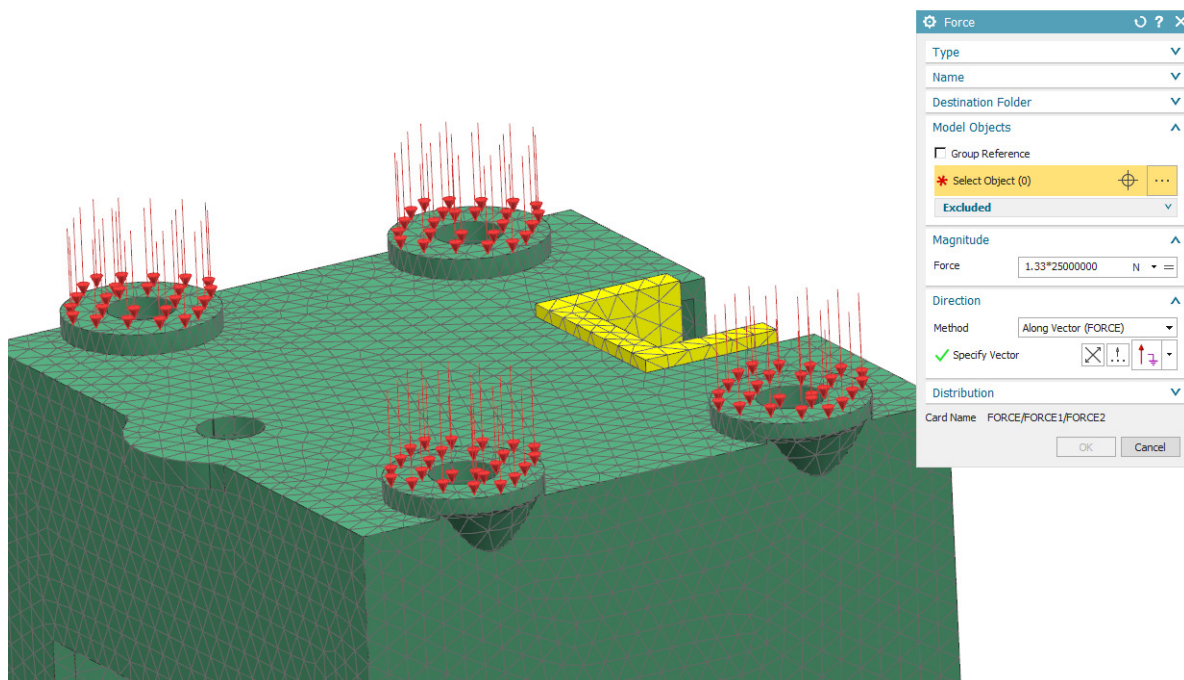 Force
Type
Name
Destination Folder
Model Objects
Group Reference
Select Object (0)
Excluded
Magnitude
Force 1.33*25000000 N
Direction
Method Along Vector (FORCE)
Specify Vector
Distribution
Card Name FORCE/FORCE1/FORCE2
OK Cancel